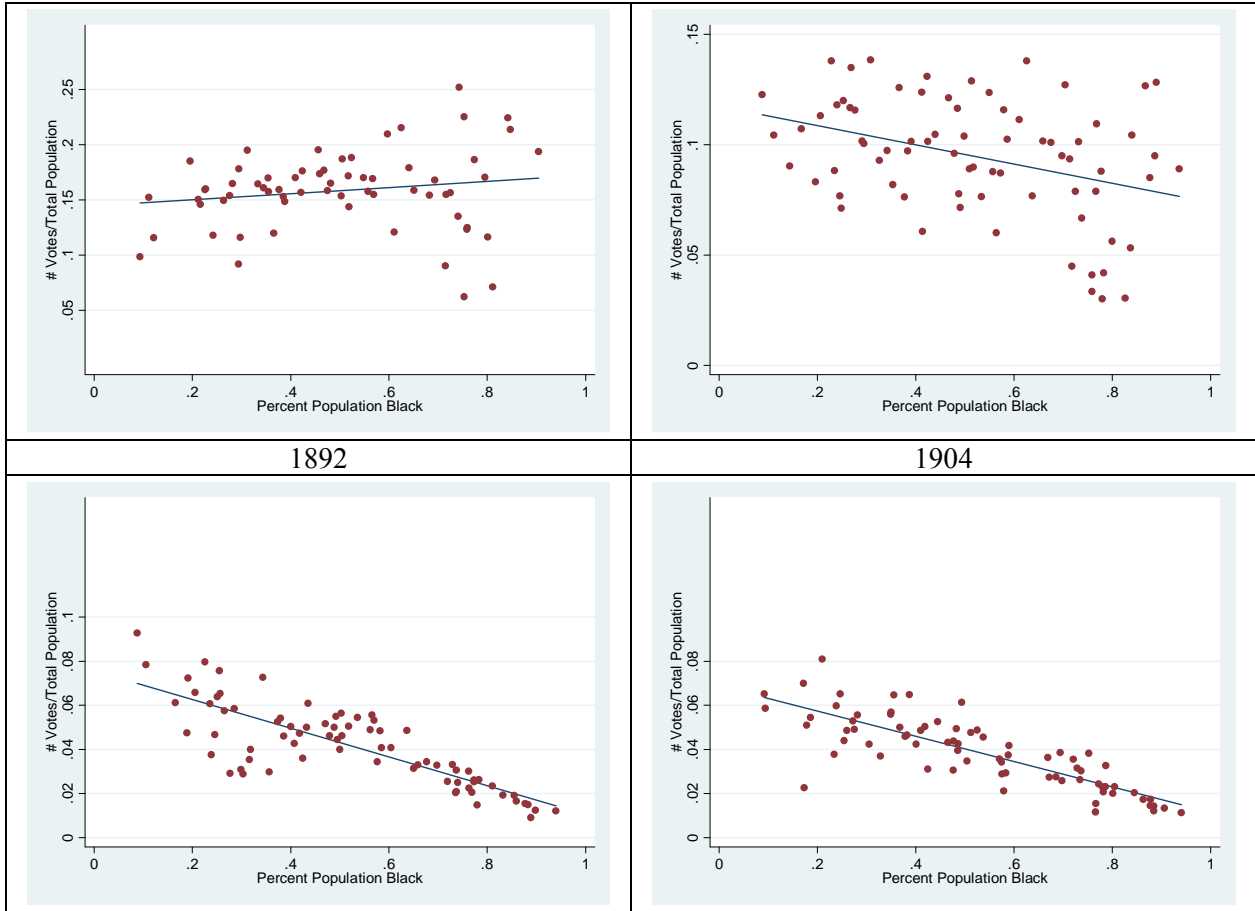 .25
.2
.15
.1
.05
# Votes/Total Population
0 .2 .4 .6 .8 1
Percent Population Black
.15
.1
.05
0
# Votes/Total Population
0 .2 .4 .6 .8 1
Percent Population Black
1892
1904
.1
.08
.06
.04
.02
0
# Votes/Total Population
0 .2 .4 .6 .8 1
Percent Population Black
.08
.06
.04
.02
0
# Votes/Total Population
0 .2 .4 .6 .8 1
Percent Population Black